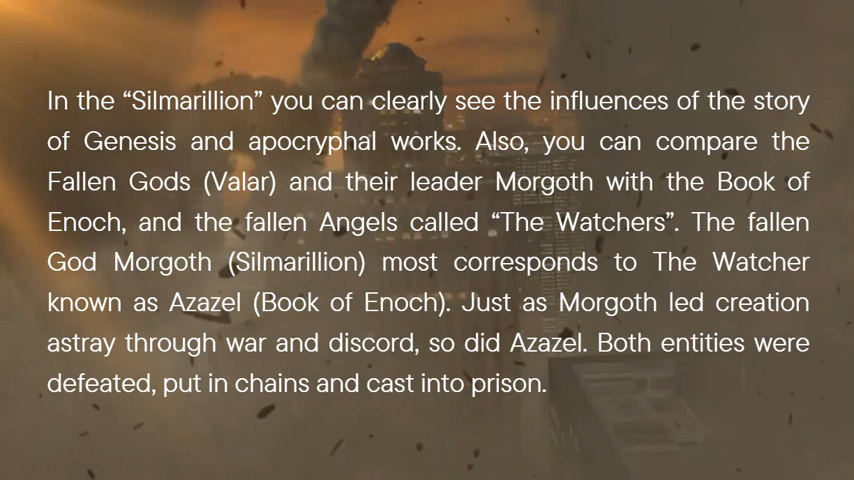 In the “Silmarillion” you can clearly see the influences of the story
of Genesis and apocryphal works. Also, you can compare the
Fallen Gods (Valar) and their leader Morgoth with the Book of
Enoch, and the fallen Angels called “The Watchers”. The fallen
God Morgoth (Silmarillion) most corresponds to The Watcher
known as Azazel (Book of Enoch). Just as Morgoth led creation
astray through war and discord, so did Azazel. Both entities were
defeated, put in chains and cast into prison.